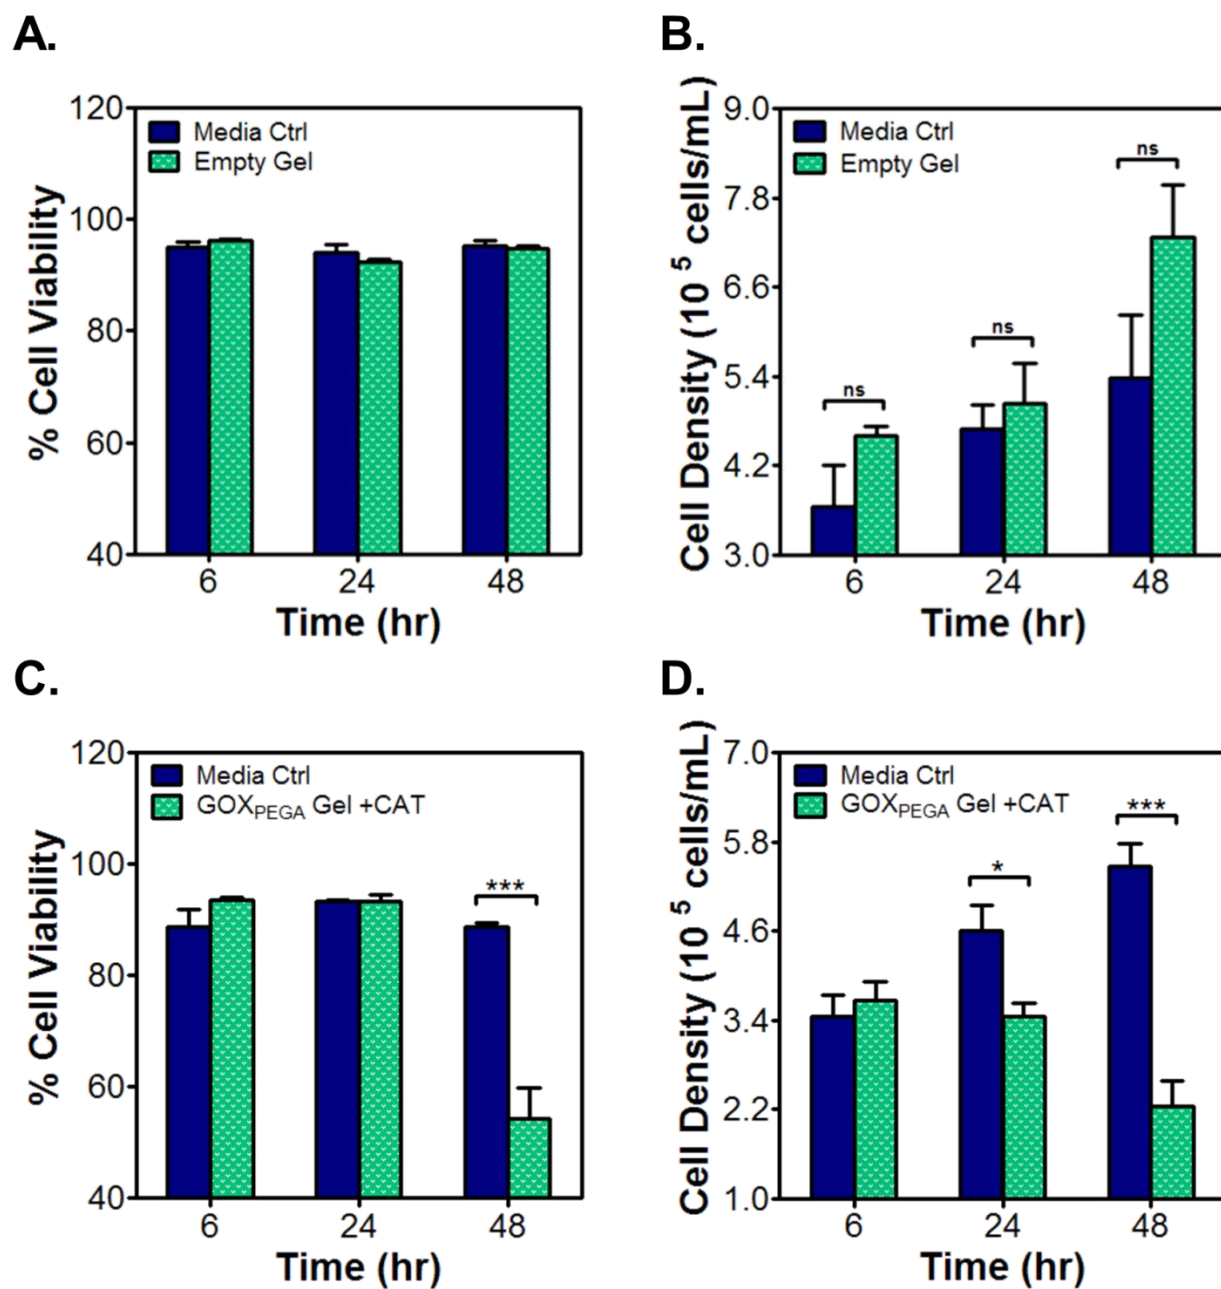 A.
% Cell Viability
120
100
80
60
40
Media Ctrl
Empty Gel
6 24 48
Time (hr)
B.
Cell Density (10 5 cells/mL)
9.0
7.8
6.6
5.4
4.2
3.0
Media Ctrl
Empty Gel
ns
ns
ns
6 24 48
Time (hr)
C.
% Cell Viability
120
100
80
60
40
Media Ctrl
GOXPEGA Gel +CAT
***
6 24 48
Time (hr)
D.
Cell Density (10 5 cells/mL)
7.0
5.8
4.6
3.4
2.2
1.0
Media Ctrl
GOXPEGA Gel +CAT
*
***
6 24 48
Time (hr)